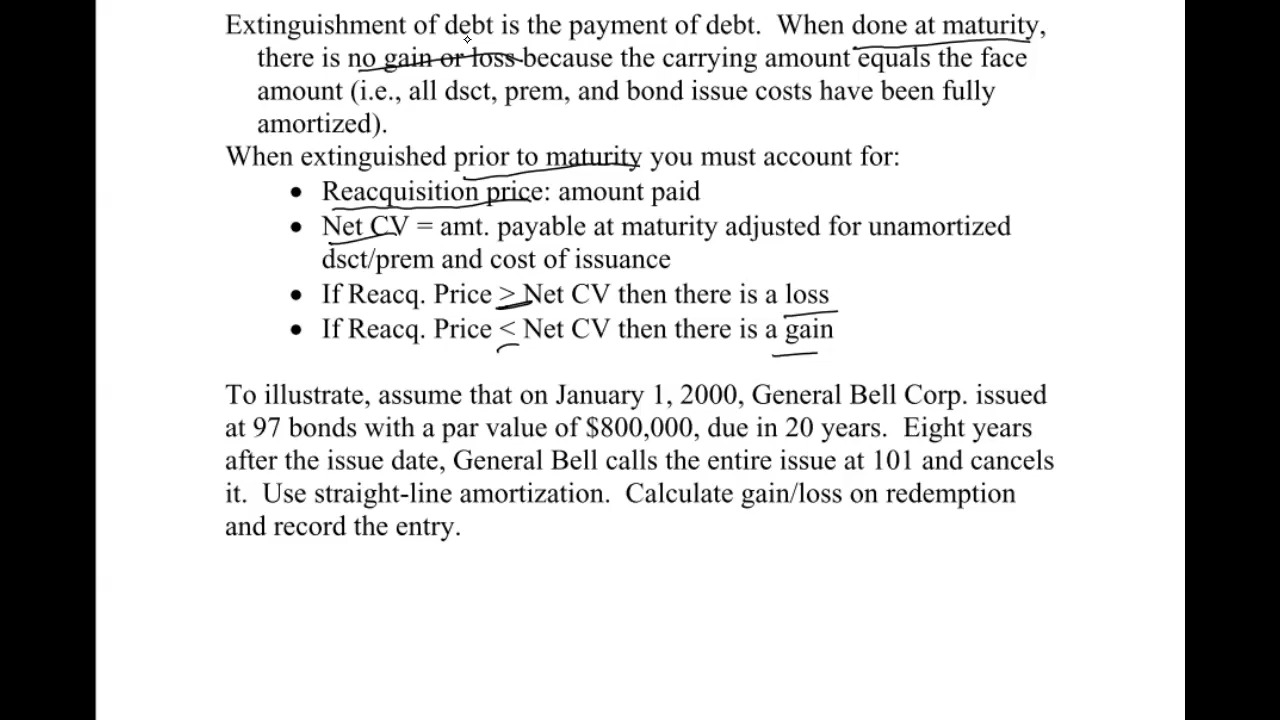 Extinguishment of debt is the payment of debt. When done at maturity,
there is no gain or loss because the carrying amount equals the face
amount (i.e., all dsct, prem, and bond issue costs have been fully
amortized).
When extinguished prior to maturity you must account for:
• Reacquisition price: amount paid
• Net CV = amt. payable at maturity adjusted for unamortized
dsct/prem and cost of issuance
• If Reacq. Price > Net CV then there is a loss
• If Reacq. Price < Net CV then there is a gain
To illustrate, assume that on January 1, 2000, General Bell Corp. issued
at 97 bonds with a par value of $800,000, due in 20 years. Eight years
after the issue date, General Bell calls the entire issue at 101 and cancels
it. Use straight-line amortization. Calculate gain/loss on redemption
and record the entry.